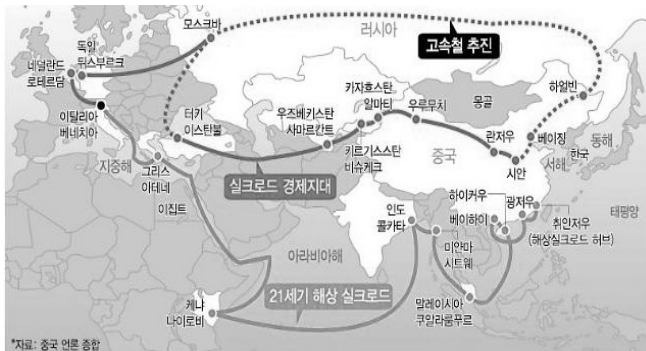 모스크바
러시아
고속철 추진
독일
뒤스부르크
네덜란드
로테르담
이탈리아
베네치아
터키
이스탄불
우즈베키스탄
사마르칸트
카자흐스탄
알마티
우루무치
몽골
하얼빈
키르기스스탄
비슈케크
중국
란저우
시안
베이징
한국
동해
서해
지중해
그리스
아테네
이집트
실크로드 경제지대
인도
콜카타
하이커우
베이하이
광저우
취안저우
(해상실크로드 허브)
태평양
미얀마
시트웨
아라비아해
21세기 해상 실크로드
케냐
나이로비
말레이시아
쿠알라룸푸르
*자료: 중국 언론 종합